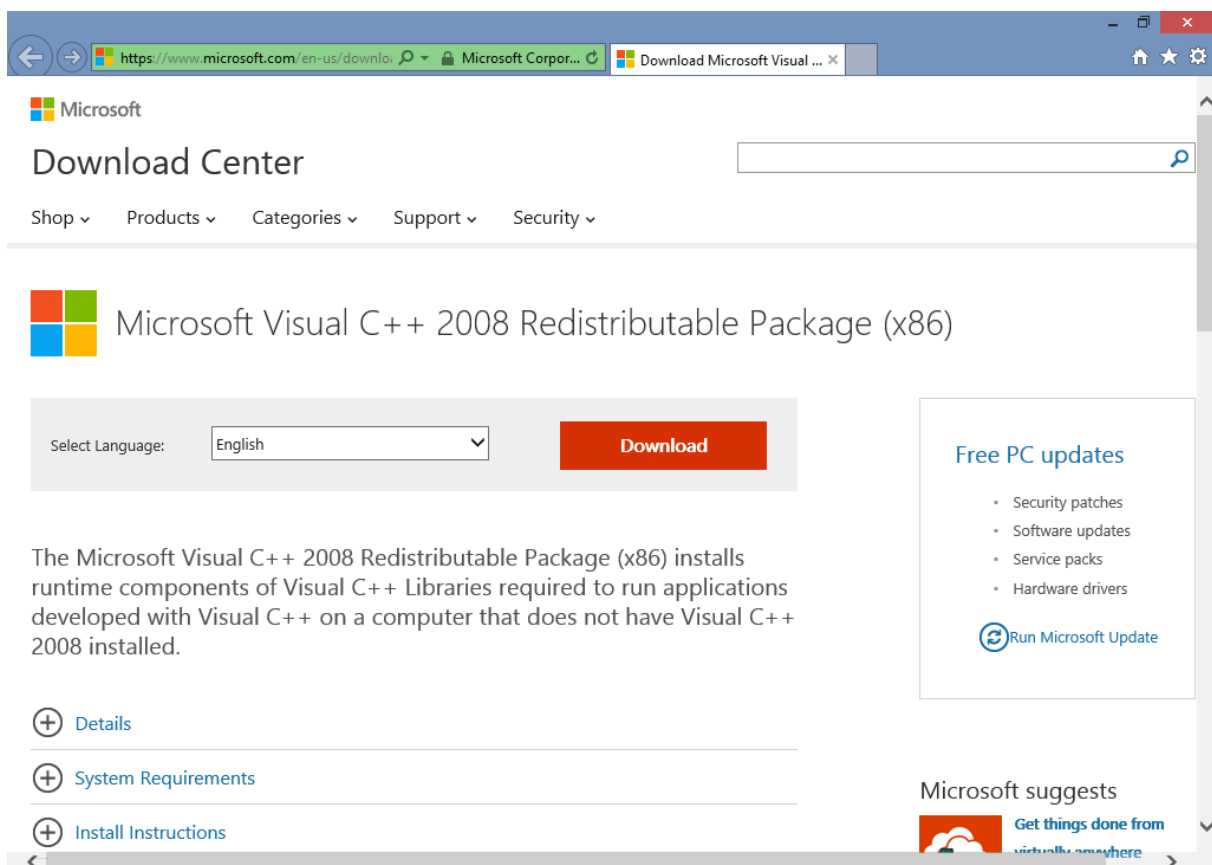 https://www.microsoft.com/en-us/downlo
Microsoft Corpor...
Download Microsoft Visual ...
Microsoft
Download Center
Shop
Products
Categories
Support
Security
Microsoft Visual C++ 2008 Redistributable Package (x86)
Select Language:
English
Download
The Microsoft Visual C++ 2008 Redistributable Package (x86) installs
runtime components of Visual C++ Libraries required to run applications
developed with Visual C++ on a computer that does not have Visual C++
2008 installed.
Details
System Requirements
Install Instructions
Free PC updates
• Security patches
• Software updates
• Service packs
• Hardware drivers
Run Microsoft Update
Microsoft suggests
Get things done from
virtually anywhere